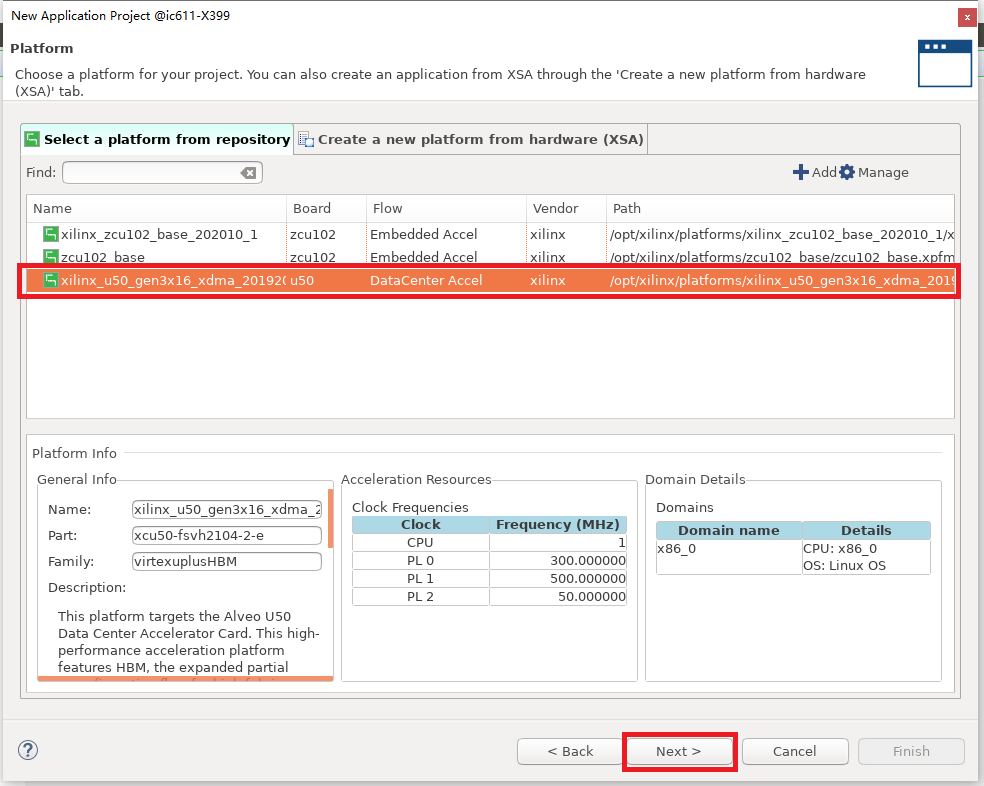 New Application Project @ic611-X399
x
Platform
Choose a platform for your project. You can also create an application from XSA through the 'Create a new platform from hardware
(XSA)' tab.
Select a platform from repository
Create a new platform from hardware (XSA)
Find:
Add
Manage
Name Board Flow Vendor Path
xilinx_zcu102_base_202010_1 zcu102 Embedded Accel xilinx /opt/xilinx/platforms/xilinx_zcu102_base_202010_1/x
zcu102_base zcu102 Embedded Accel xilinx /opt/xilinx/platforms/zcu102_base/zcu102_base.xpfm
xilinx_u50_gen3x16_xdma_20192 u50 DataCenter Accel xilinx /opt/xilinx/platforms/xilinx_u50_gen3x16_xdma_201
Platform Info
General Info
Name: xilinx_u50_gen3x16_xdma_2
Part: xcu50-fsvh2104-2-e
Family: virtexuplusHBM
Description:
This platform targets the Alveo U50
Data Center Accelerator Card. This high-
performance acceleration platform
features HBM, the expanded partial
Acceleration Resources
Clock Frequencies
Clock Frequency (MHz)
CPU 1
PL 0 300.000000
PL 1 500.000000
PL 2 50.000000
Domain Details
Domains
Domain name Details
x86_0 CPU: x86_0
OS: Linux OS
?
< Back
Next >
Cancel
Finish